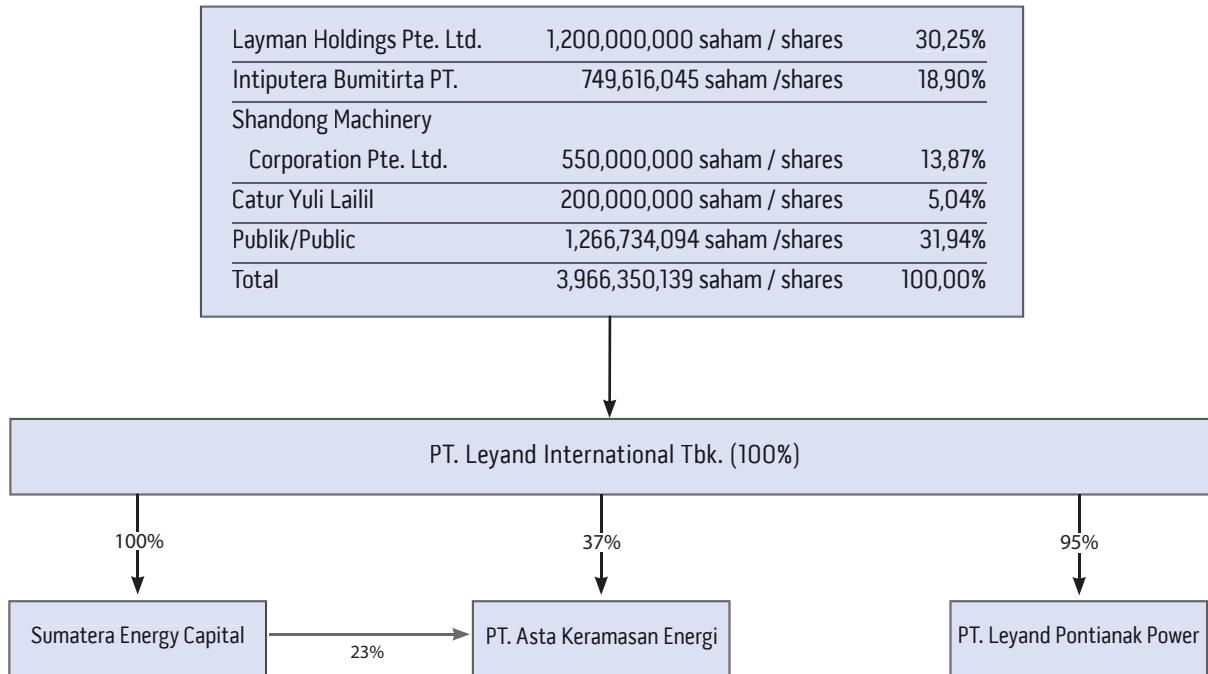 Layman Holdings Pte. Ltd. 1,200,000,000 saham / shares 30,25%
Intiputera Bumitirta PT. 749,616,045 saham /shares 18,90%
Shandong Machinery
Corporation Pte. Ltd. 550,000,000 saham / shares 13,87%
Catur Yuli Lailil 200,000,000 saham / shares 5,04%
Publik/Public 1,266,734,094 saham /shares 31,94%
Total 3,966,350,139 saham / shares 100,00%
PT. Leyand International Tbk. (100%)
100% 37% 95%
Sumatera Energy Capital PT. Asta Keramasan Energi PT. Leyand Pontianak Power
23%